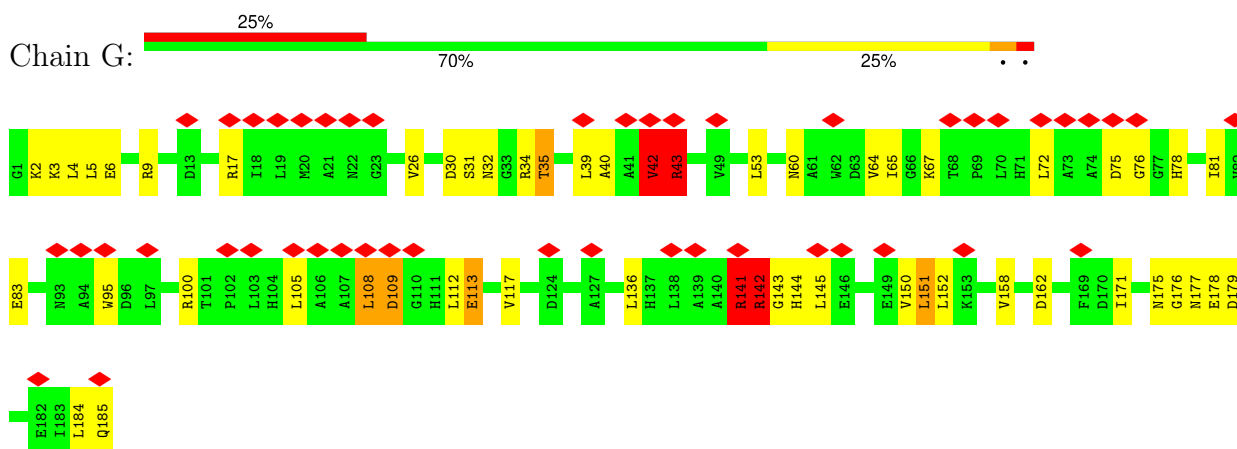 25%
Chain G:
70% 25% • •
G1 K2 K3 L4 L5 E6 R9 D13 R17 I18 L19 M20 A21 N22 G23 V26 D30 S31 N32 G33 R34 I35 L39 A40 A41 V42 R43 V49 L53 N60 A61 W62 D63 V64 I65 G66 K67 T68 P69 L70 H71 L72 A73 A74 D75 G76 G77 H78 I81 V82
E83 N93 A94 W95 D96 L97 R100 T101 P102 L103 H104 L105 A106 A107 L108 D109 G110 H111 L112 E113 V117 D124 A127 L136 H137 L138 A139 A140 R141 R142 G143 H144 L145 E146 E149 V150 L151 L152 K153 V158 D162 F169 D170 I171 N175 G176 N177 E178 D179
E182 I183 L184 Q185